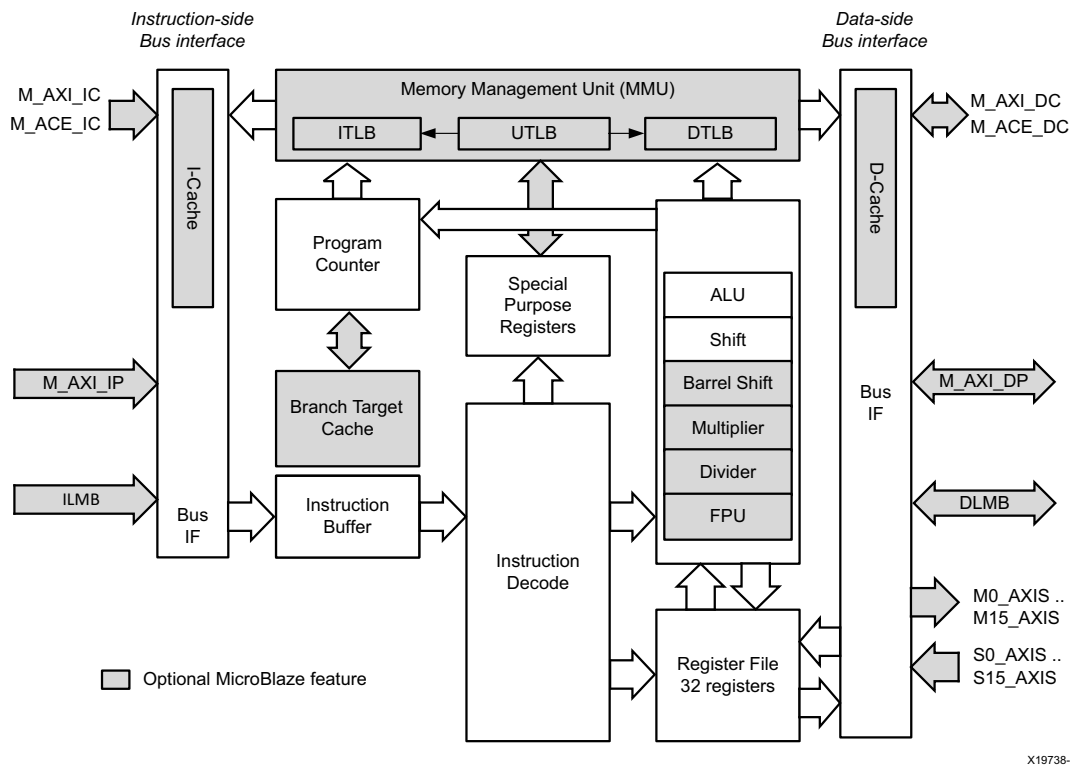 Instruction-side
Bus interface
Data-side
Bus interface
M_AXI_IC
M_ACE_IC
Memory Management Unit (MMU)
ITLB
UTLB
DTLB
M_AXI_DC
M_ACE_DC
I-Cache
D-Cache
Program
Counter
Special
Purpose
Registers
ALU
Shift
Barrel Shift
Multiplier
Divider
FPU
M_AXI_IP
Branch Target
Cache
Bus
IF
M_AXI_DP
ILMB
Bus
IF
Instruction
Buffer
Instruction
Decode
DLMB
M0_AXIS ..
M15_AXIS
Register File
32 registers
S0_AXIS ..
S15_AXIS
Optional MicroBlaze feature
X19738-